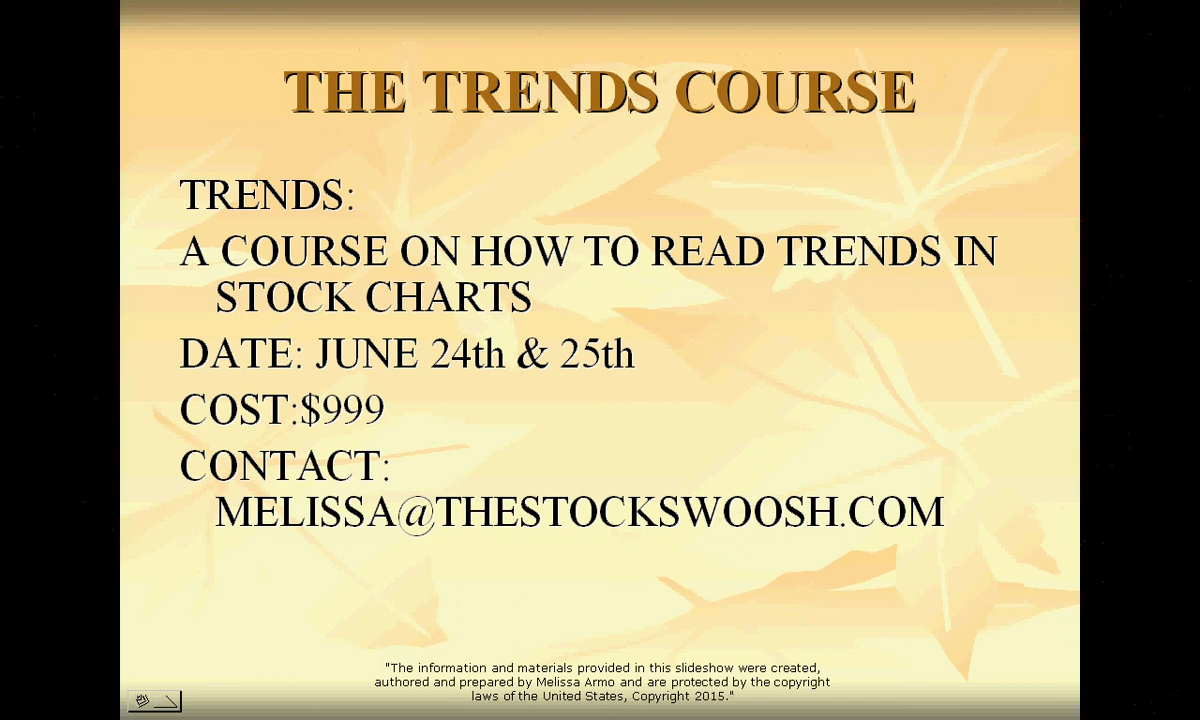 THE TRENDS COURSE
TRENDS:
A COURSE ON HOW TO READ TRENDS IN
STOCK CHARTS
DATE: JUNE 24th & 25th
COST:$999
CONTACT:
MELISSA@THESTOCKSWOOSH.COM
"The information and materials provided in this slideshow were created,
authored and prepared by Melissa Armo and are protected by the copyright
laws of the United States, Copyright 2015."